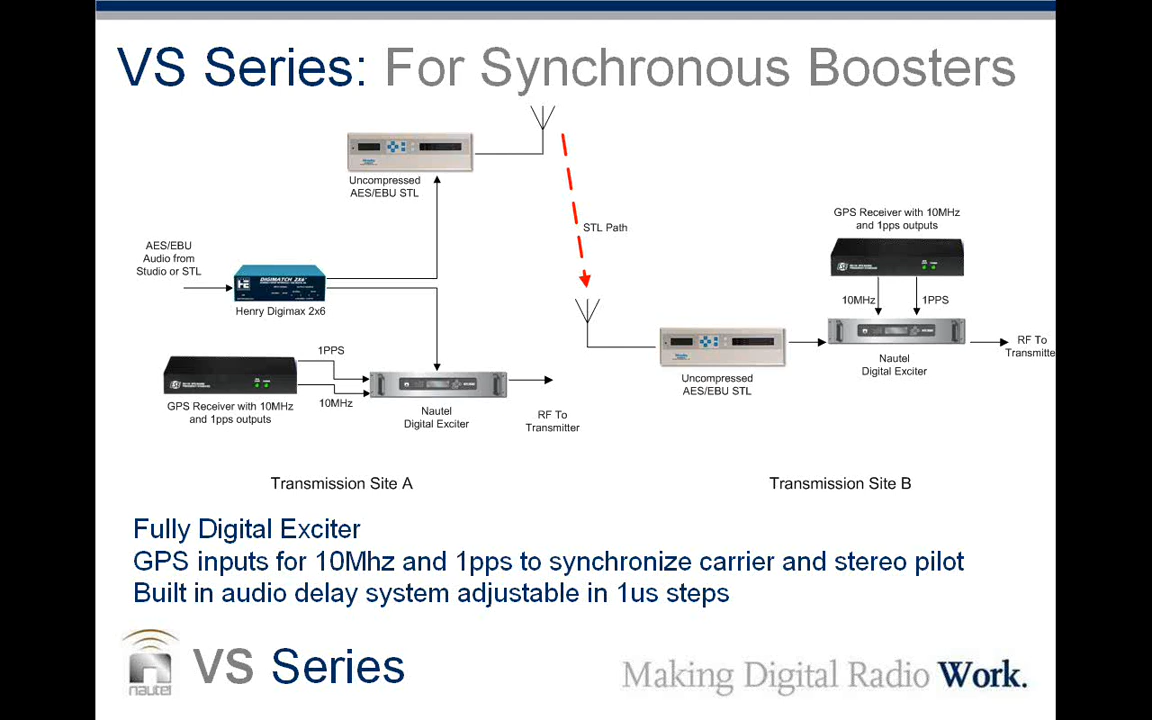 VS Series: For Synchronous Boosters
Uncompressed
AES/EBU STL
STL Path
GPS Receiver with 10MHz
and 1pps outputs
AES/EBU
Audio from
Studio or STL
DIGIMATCH 2X6
Henry Digimax 2x6
10MHz
1PPS
1PPS
10MHz
GPS Receiver with 10MHz
and 1pps outputs
Nautel
Digital Exciter
RF To
Transmitter
Uncompressed
AES/EBU STL
Nautel
Digital Exciter
RF To
Transmitte
Transmission Site A
Transmission Site B
Fully Digital Exciter
GPS inputs for 10Mhz and 1pps to synchronize carrier and stereo pilot
Built in audio delay system adjustable in 1us steps
nautel
VS Series
Making Digital Radio Work.